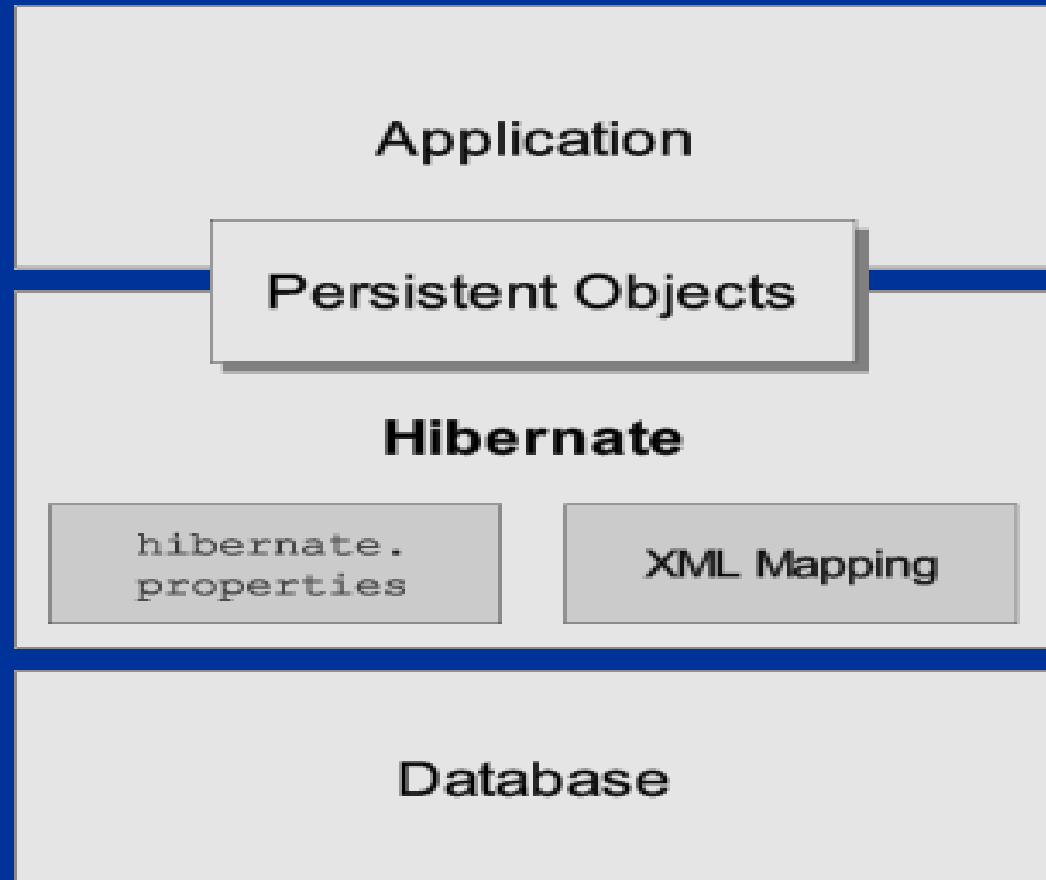 Application
Persistent Objects
Hibernate
hibernate.
properties
XML Mapping
Database